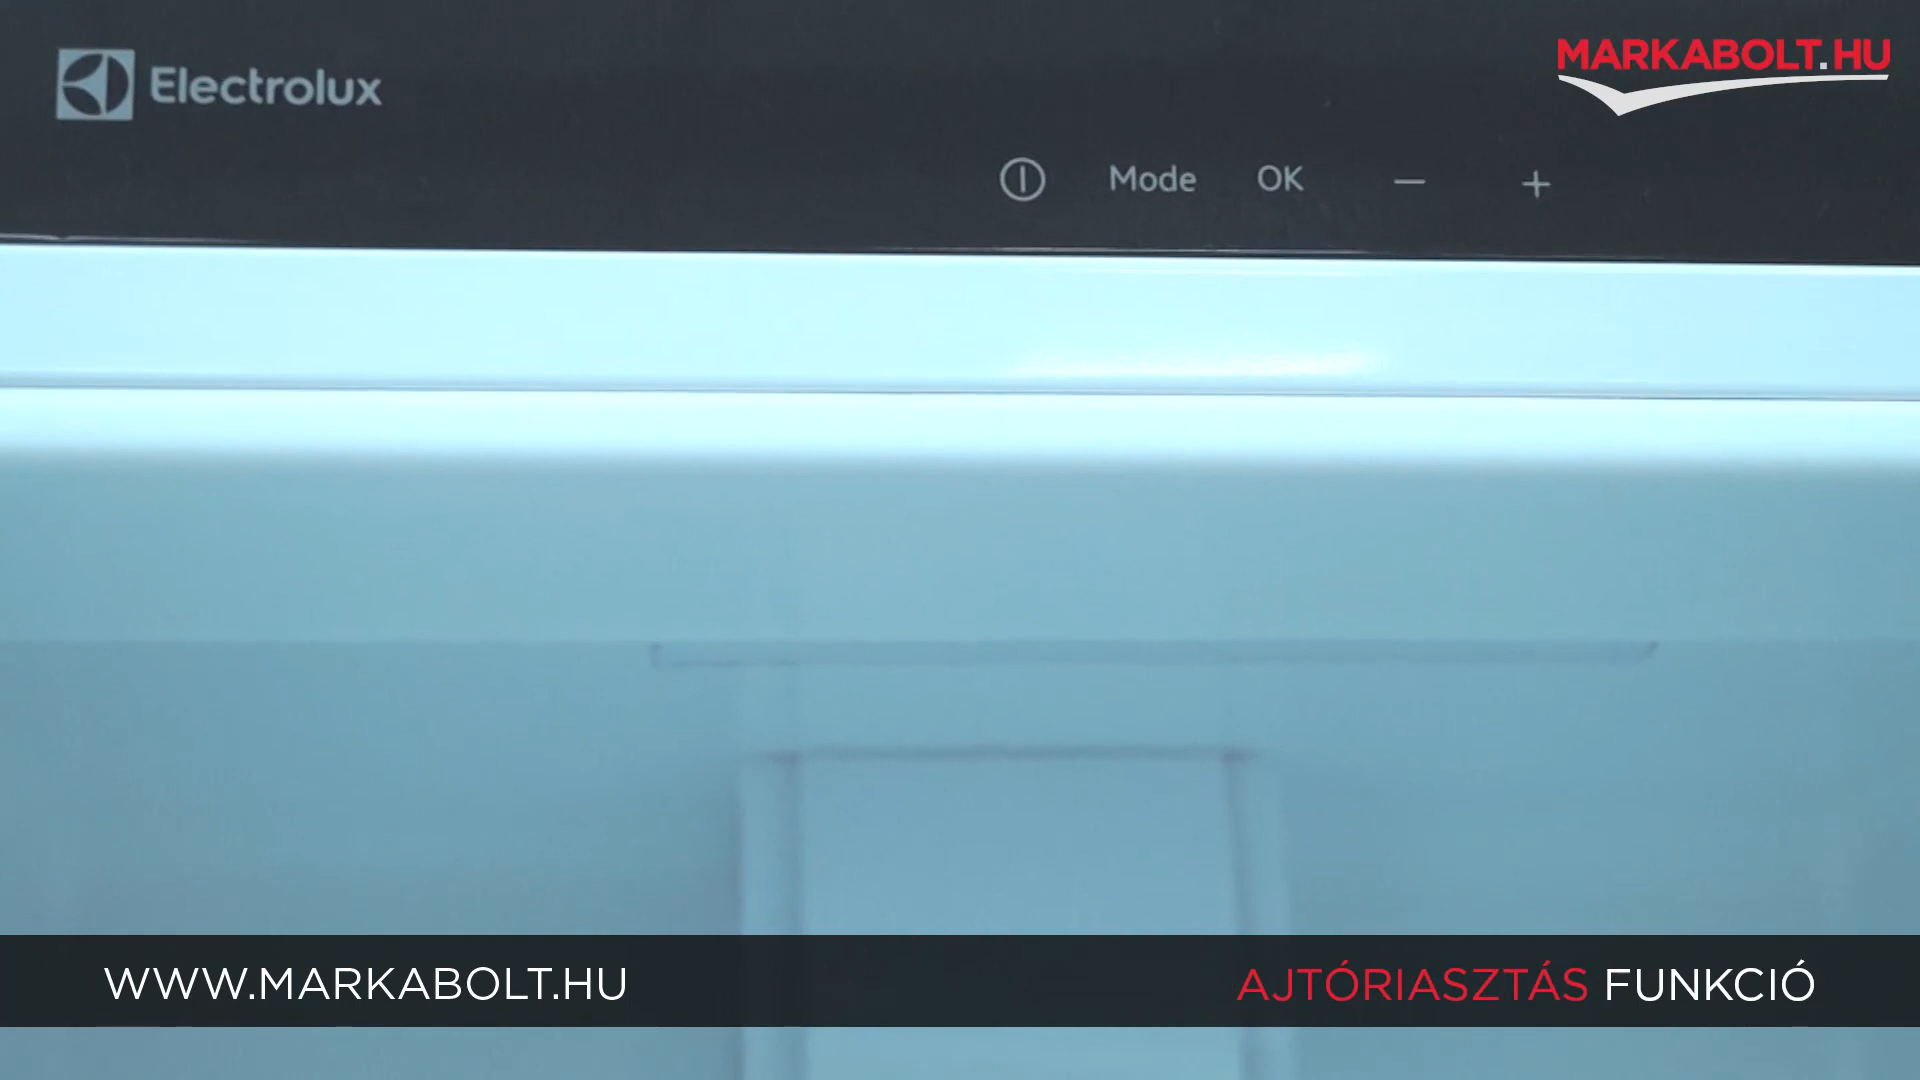 Electrolux
MARKABOLT.HU
Mode OK − +
WWW.MARKABOLT.HU
AJTÓRIASZTÁS FUNKCIÓ